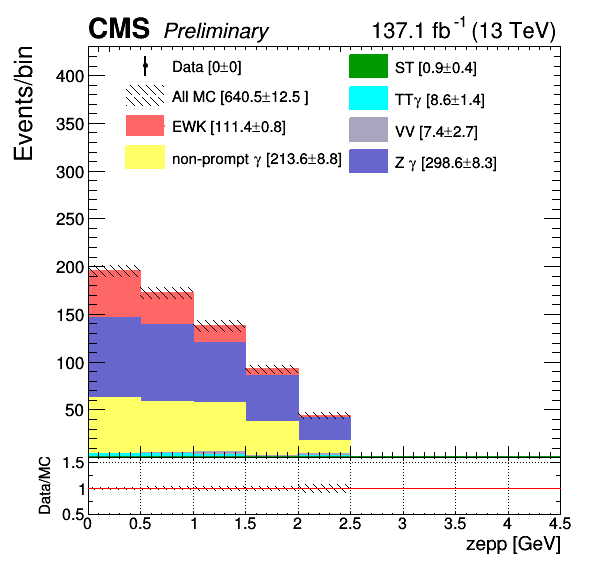 CMS Preliminary 137.1 fb⁻¹ (13 TeV)
Events/bin
400
350
300
250
200
150
100
50
Data [0±0]
All MC [640.5±12.5 ]
EWK [111.4±0.8]
non-prompt γ [213.6±8.8]
ST [0.9±0.4]
TTγ [8.6±1.4]
VV [7.4±2.7]
Z γ [298.6±8.3]
Data/MC
1.5
1
0.5
0 0.5 1 1.5 2 2.5 3 3.5 4 4.5
zepp [GeV]